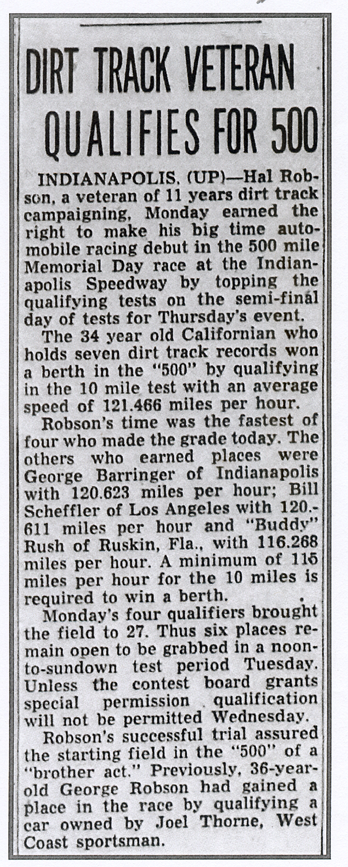 DIRT TRACK VETERAN
QUALIFIES FOR 500
INDIANAPOLIS, (UP)—Hal Rob-
son, a veteran of 11 years dirt track
campaigning, Monday earned the
right to make his big time auto-
mobile racing debut in the 500 mile
Memorial Day race at the Indian-
apolis Speedway by topping the
qualifying tests on the semi-final
day of tests for Thursday's event.
The 34 year old Californian who
holds seven dirt track records won
a berth in the "500" by qualifying
in the 10 mile test with an average
speed of 121.466 miles per hour.
Robson's time was the fastest of
four who made the grade today. The
others who earned places were
George Barringer of Indianapolis
with 120.623 miles per hour; Bill
Scheffler of Los Angeles with 120.-
611 miles per hour and "Buddy"
Rush of Ruskin, Fla., with 116.268
miles per hour. A minimum of 115
miles per hour for the 10 miles is
required to win a berth.
Monday's four qualifiers brought
the field to 27. Thus six places re-
main open to be grabbed in a noon-
to-sundown test period Tuesday.
Unless the contest board grants
special permission qualification
will not be permitted Wednesday.
Robson's successful trial assured
the starting field in the "500" of a
"brother act." Previously, 36-year-
old George Robson had gained a
place in the race by qualifying a
car owned by Joel Thorne, West
Coast sportsman.